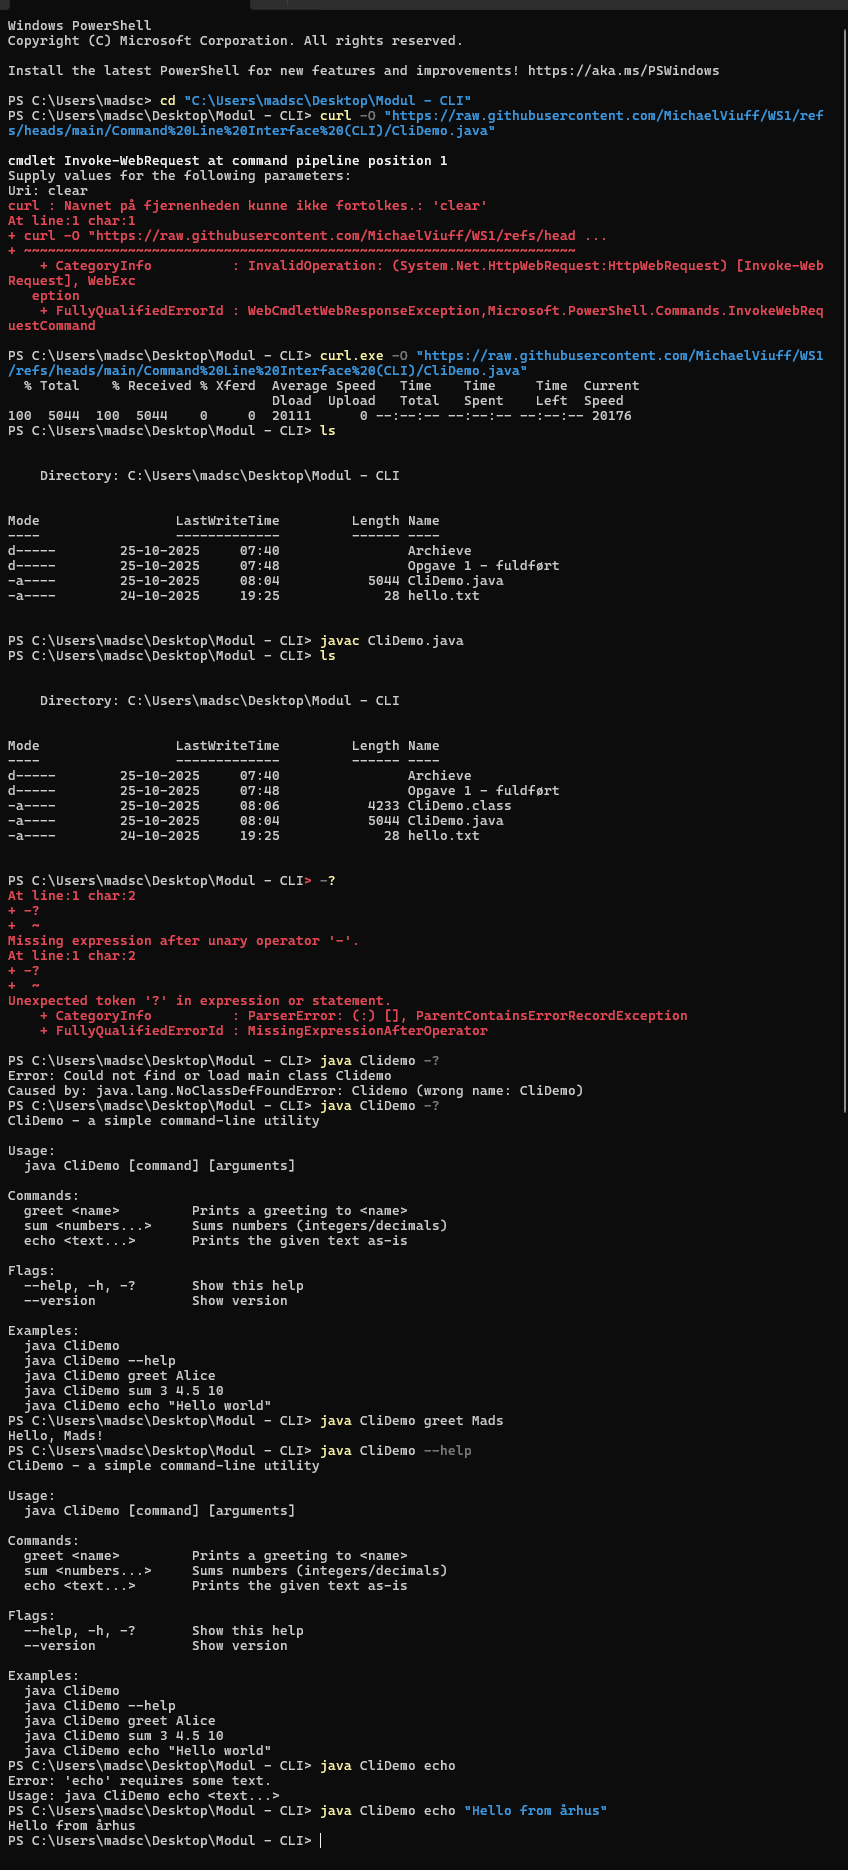 Windows PowerShell
Copyright (C) Microsoft Corporation. All rights reserved.
Install the latest PowerShell for new features and improvements! https://aka.ms/PSWindows
PS C:\Users\madsc> cd "C:\Users\madsc\Desktop\Modul - CLI"
PS C:\Users\madsc\Desktop\Modul - CLI> curl -O "https://raw.githubusercontent.com/MichaelViuff/WS1/ref
s/heads/main/Command%20Line%20Interface%20(CLI)/CliDemo.java"
cmdlet Invoke-WebRequest at command pipeline position 1
Supply values for the following parameters:
Uri: clear
curl : Navnet på fjernenheden kunne ikke fortolkes.: 'clear'
At line:1 char:1
+ curl -O "https://raw.githubusercontent.com/MichaelViuff/WS1/refs/head ...
+ ~~~~~~~~~~~~~~~~~~~~~~~~~~~~~~~~~~~~~~~~~~~~~~~~~~~~~~~~~~~~~~~~~~~~~
    + CategoryInfo          : InvalidOperation: (System.Net.HttpWebRequest:HttpWebRequest) [Invoke-Web
Request], WebExc
   eption
    + FullyQualifiedErrorId : WebCmdletWebResponseException,Microsoft.PowerShell.Commands.InvokeWebReq
uestCommand
PS C:\Users\madsc\Desktop\Modul - CLI> curl.exe -O "https://raw.githubusercontent.com/MichaelViuff/WS1
/refs/heads/main/Command%20Line%20Interface%20(CLI)/CliDemo.java"
  % Total    % Received % Xferd  Average Speed   Time    Time     Time  Current
                                 Dload  Upload   Total   Spent    Left  Speed
100  5044  100  5044    0     0  20111      0 --:--:-- --:--:-- --:--:-- 20176
PS C:\Users\madsc\Desktop\Modul - CLI> ls
    Directory: C:\Users\madsc\Desktop\Modul - CLI
Mode                 LastWriteTime         Length Name
----                 -------------         ------ ----
d-----        25-10-2025     07:40                Archieve
d-----        25-10-2025     07:48                Opgave 1 - fuldført
-a----        25-10-2025     08:04           5044 CliDemo.java
-a----        24-10-2025     19:25             28 hello.txt
PS C:\Users\madsc\Desktop\Modul - CLI> javac CliDemo.java
PS C:\Users\madsc\Desktop\Modul - CLI> ls
    Directory: C:\Users\madsc\Desktop\Modul - CLI
Mode                 LastWriteTime         Length Name
----                 -------------         ------ ----
d-----        25-10-2025     07:40                Archieve
d-----        25-10-2025     07:48                Opgave 1 - fuldført
-a----        25-10-2025     08:06           4233 CliDemo.class
-a----        25-10-2025     08:04           5044 CliDemo.java
-a----        24-10-2025     19:25             28 hello.txt
PS C:\Users\madsc\Desktop\Modul - CLI> -?
At line:1 char:2
+ -?
+  ~
Missing expression after unary operator '-'.
At line:1 char:2
+ -?
+  ~
Unexpected token '?' in expression or statement.
    + CategoryInfo          : ParserError: (:) [], ParentContainsErrorRecordException
    + FullyQualifiedErrorId : MissingExpressionAfterOperator
PS C:\Users\madsc\Desktop\Modul - CLI> java Clidemo -?
Error: Could not find or load main class Clidemo
Caused by: java.lang.NoClassDefFoundError: Clidemo (wrong name: CliDemo)
PS C:\Users\madsc\Desktop\Modul - CLI> java CliDemo -?
CliDemo - a simple command-line utility
Usage:
  java CliDemo [command] [arguments]
Commands:
  greet <name>         Prints a greeting to <name>
  sum <numbers...>     Sums numbers (integers/decimals)
  echo <text...>       Prints the given text as-is
Flags:
  --help, -h, -?       Show this help
  --version            Show version
Examples:
  java CliDemo
  java CliDemo --help
  java CliDemo greet Alice
  java CliDemo sum 3 4.5 10
  java CliDemo echo "Hello world"
PS C:\Users\madsc\Desktop\Modul - CLI> java CliDemo greet Mads
Hello, Mads!
PS C:\Users\madsc\Desktop\Modul - CLI> java CliDemo --help
CliDemo - a simple command-line utility
Usage:
  java CliDemo [command] [arguments]
Commands:
  greet <name>         Prints a greeting to <name>
  sum <numbers...>     Sums numbers (integers/decimals)
  echo <text...>       Prints the given text as-is
Flags:
  --help, -h, -?       Show this help
  --version            Show version
Examples:
  java CliDemo
  java CliDemo --help
  java CliDemo greet Alice
  java CliDemo sum 3 4.5 10
  java CliDemo echo "Hello world"
PS C:\Users\madsc\Desktop\Modul - CLI> java CliDemo echo
Error: 'echo' requires some text.
Usage: java CliDemo echo <text...>
PS C:\Users\madsc\Desktop\Modul - CLI> java CliDemo echo "Hello from århus"
Hello from århus
PS C:\Users\madsc\Desktop\Modul - CLI>